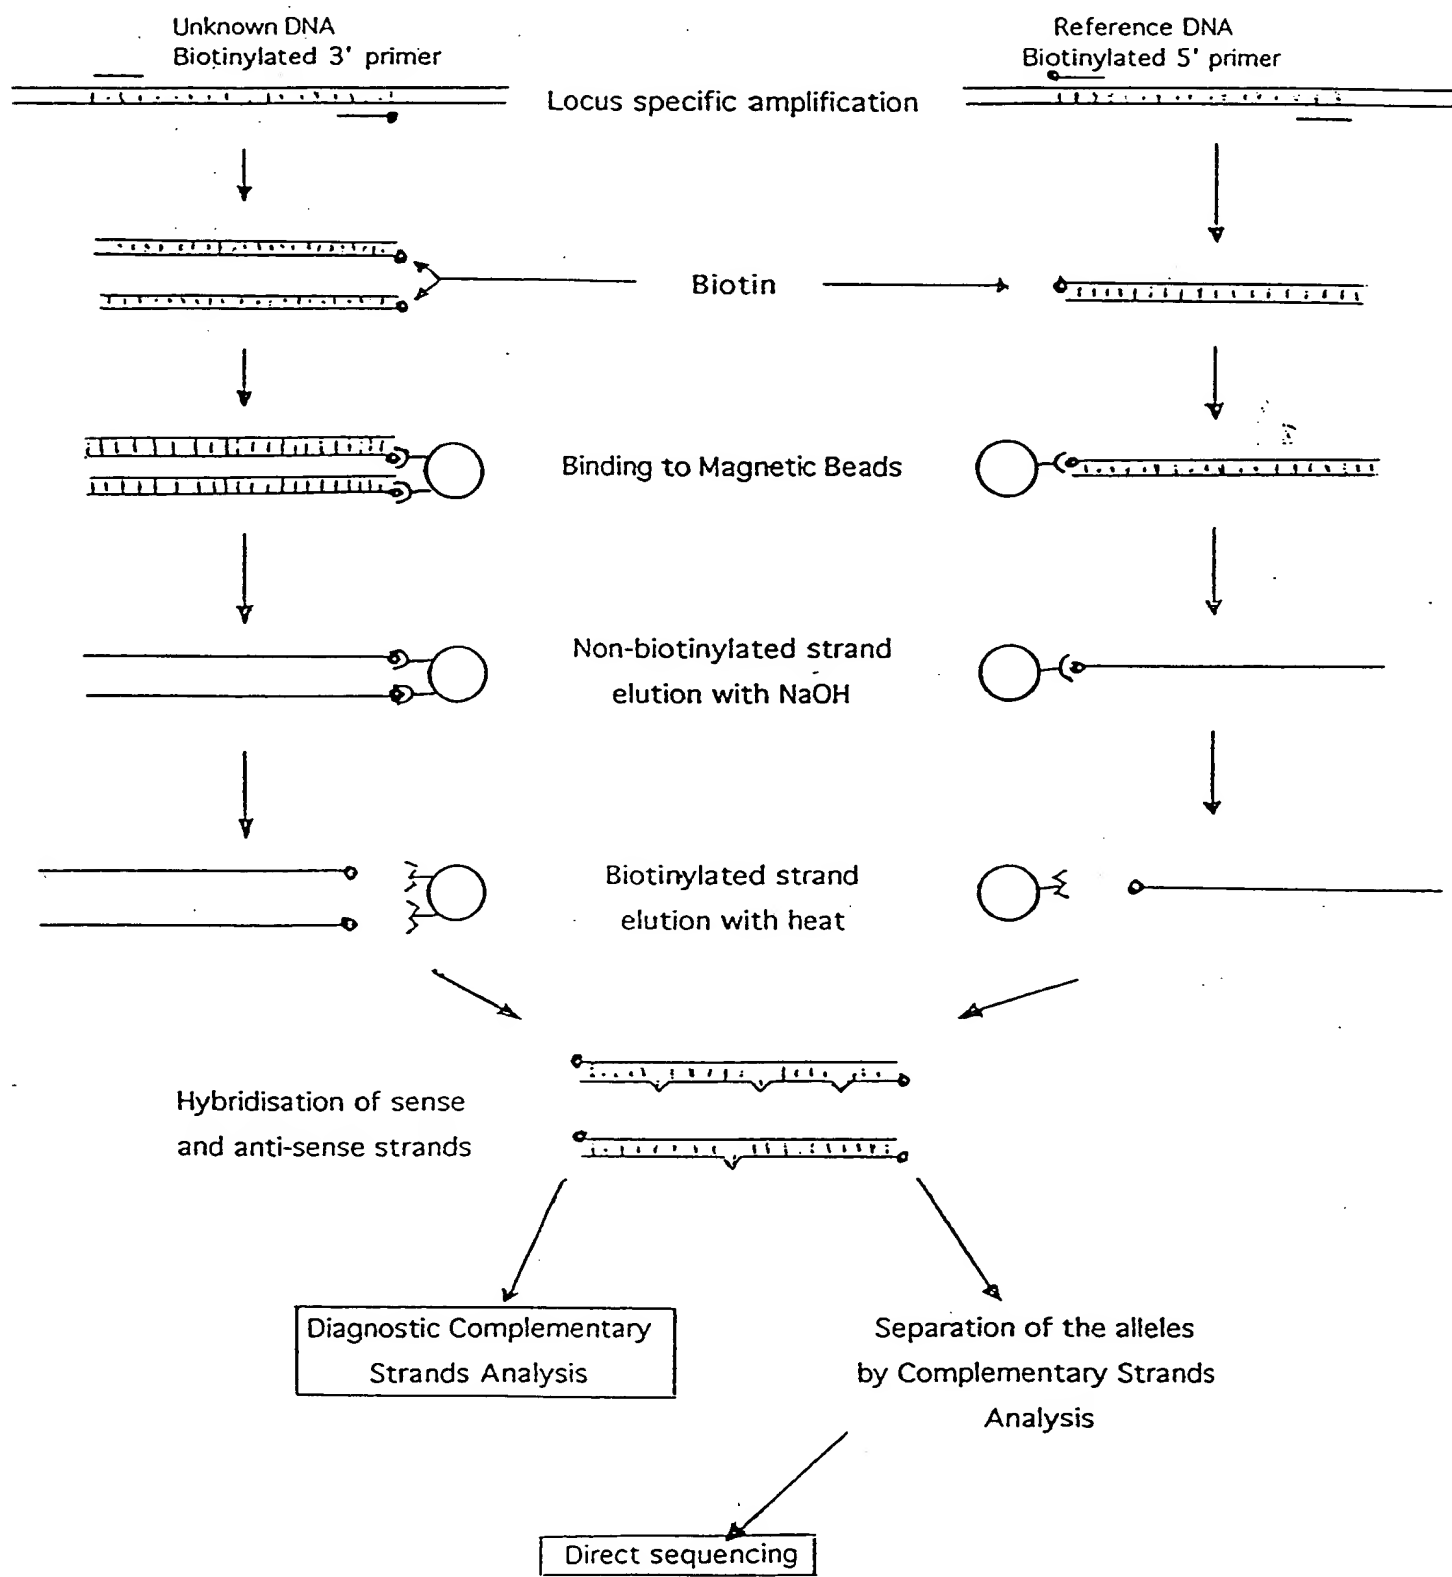 Unknown DNA
Biotinylated 3' primer
Reference DNA
Biotinylated 5' primer
Locus specific amplification
Biotin
Binding to Magnetic Beads
Non-biotinylated strand
elution with NaOH
Biotinylated strand
elution with heat
Hybridisation of sense
and anti-sense strands
Diagnostic Complementary
Strands Analysis
Separation of the alleles
by Complementary Strands
Analysis
Direct sequencing